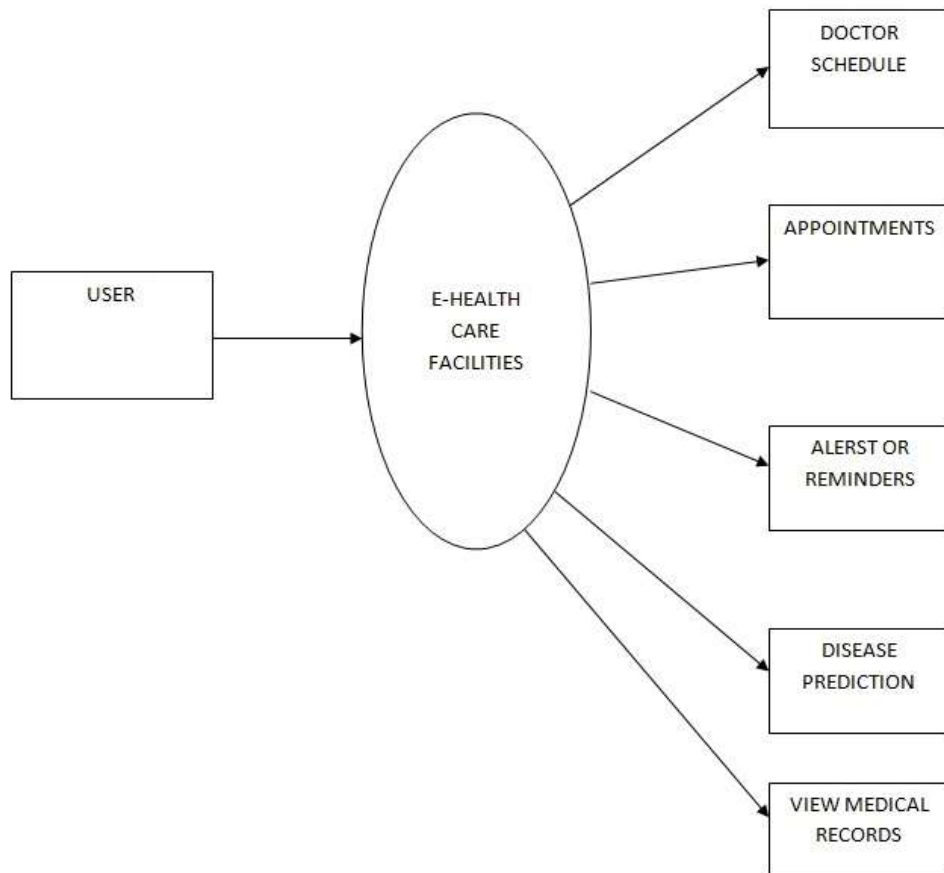 DOCTOR
SCHEDULE
APPOINTMENTS
USER
E-HEALTH
CARE
FACILITIES
ALERST OR
REMINDERS
DISEASE
PREDICTION
VIEW MEDICAL
RECORDS